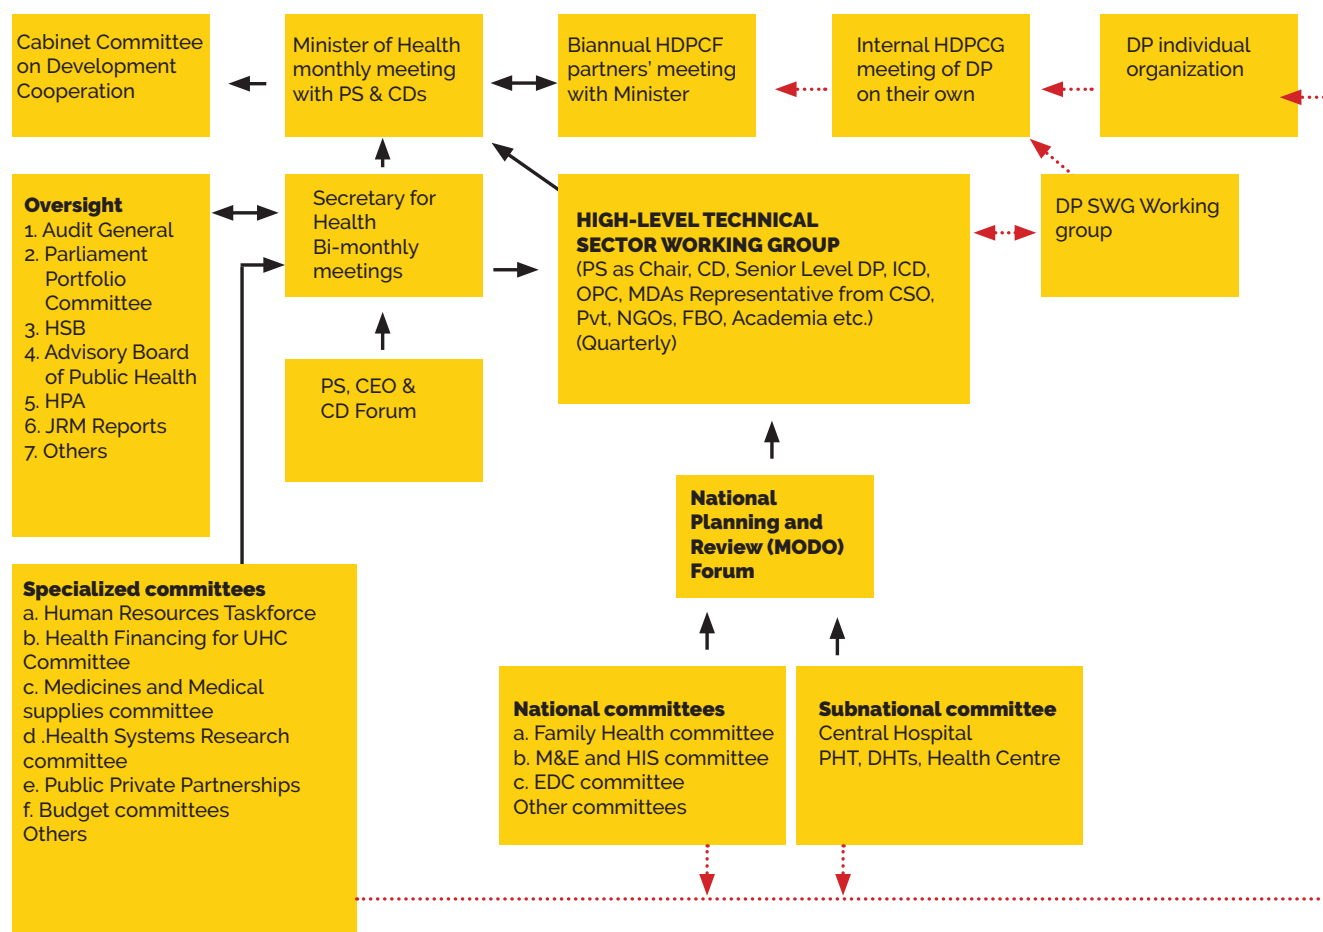 Cabinet Committee
on Development
Cooperation
Minister of Health
monthly meeting
with PS & CDs
Biannual HDPCF
partners’ meeting
with Minister
Internal HDPCG
meeting of DP
on their own
DP individual
organization
Oversight
1. Audit General
2. Parliament
Portfolio
Committee
3. HSB
4. Advisory Board
of Public Health
5. HPA
6. JRM Reports
7. Others
Secretary for
Health
Bi-monthly
meetings
HIGH-LEVEL TECHNICAL
SECTOR WORKING GROUP
(PS as Chair, CD, Senior Level DP, ICD,
OPC, MDAs Representative from CSO,
Pvt, NGOs, FBO, Academia etc.)
(Quarterly)
DP SWG Working
group
PS, CEO &
CD Forum
National
Planning and
Review (MODO)
Forum
Specialized committees
a. Human Resources Taskforce
b. Health Financing for UHC
Committee
c. Medicines and Medical
supplies committee
d .Health Systems Research
committee
e. Public Private Partnerships
f. Budget committees
Others
National committees
a. Family Health committee
b. M&E and HIS committee
c. EDC committee
Other committees
Subnational committee
Central Hospital
PHT, DHTs, Health Centre